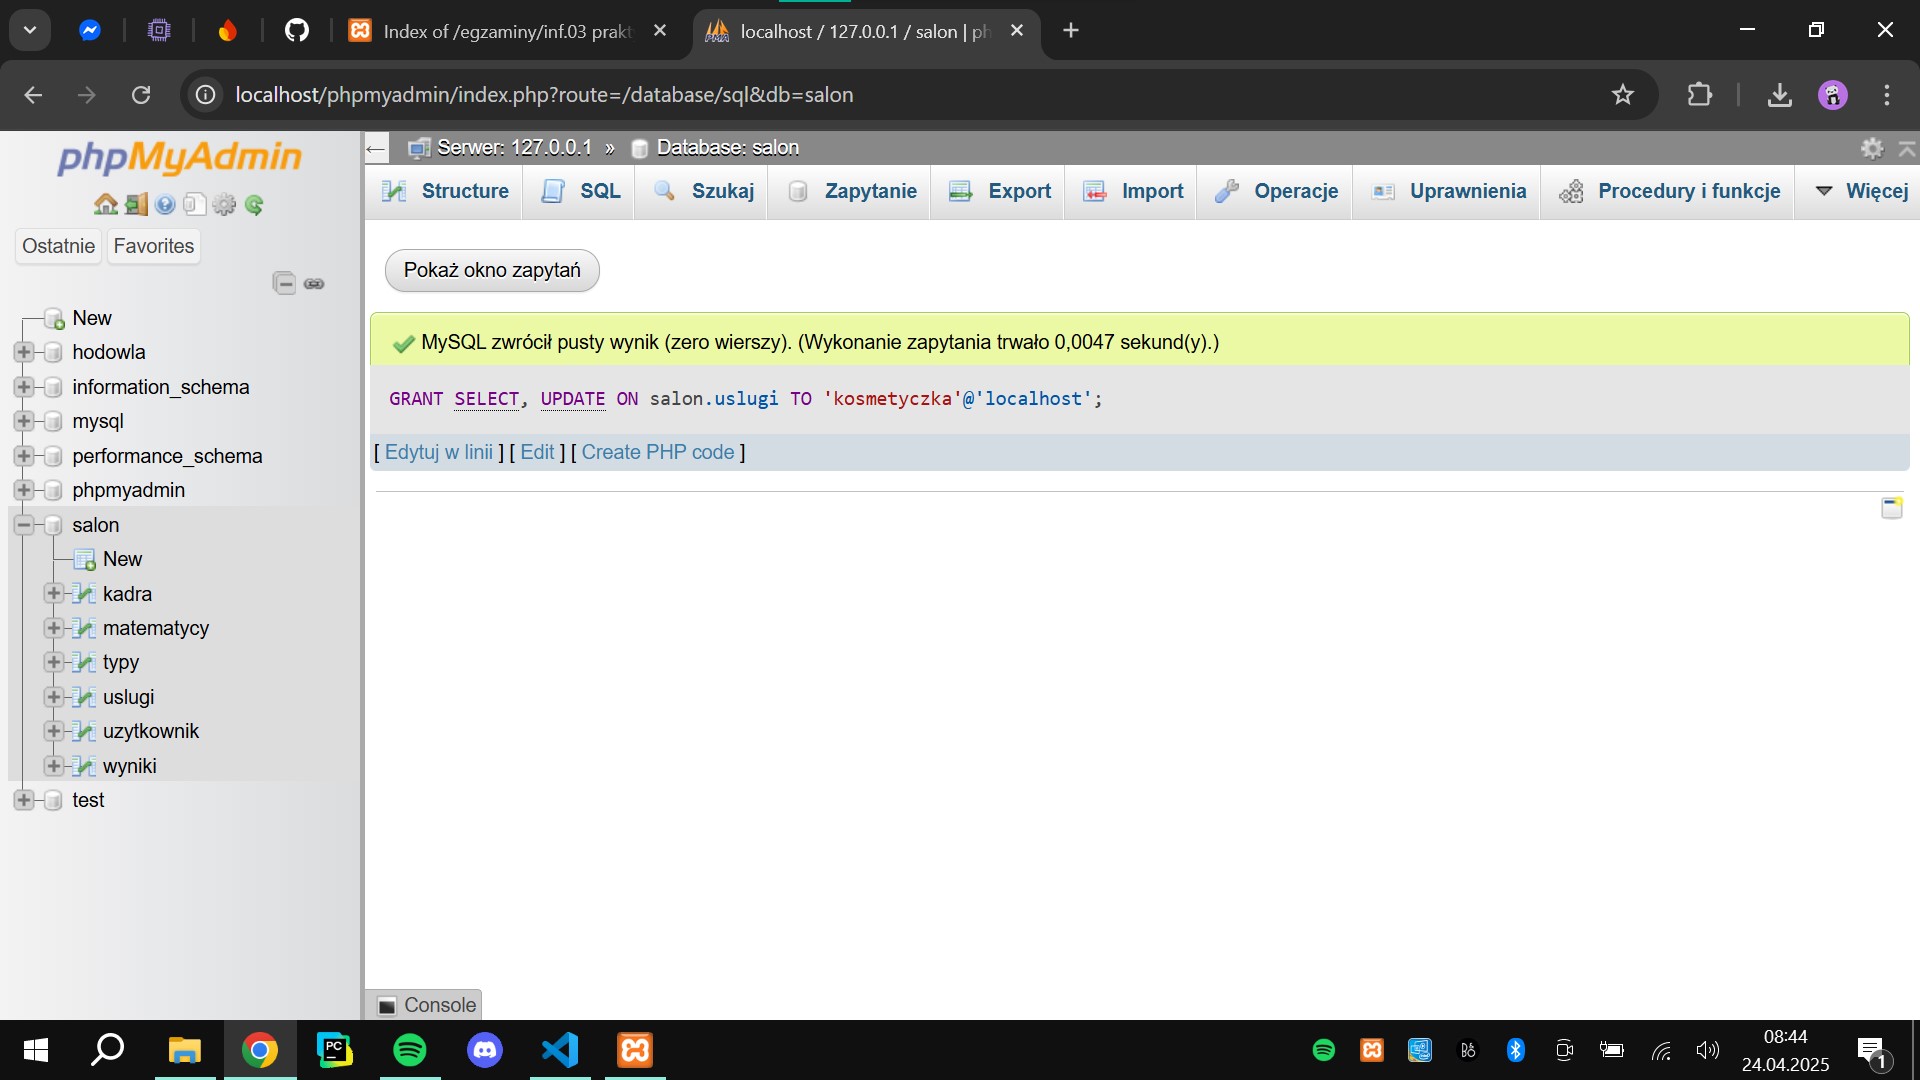 Index of /egzaminy/inf.03 prakt
localhost / 127.0.0.1 / salon | ph
localhost/phpmyadmin/index.php?route=/database/sql&db=salon
phpMyAdmin
Ostatnie
Favorites
New
hodowla
information_schema
mysql
performance_schema
phpmyadmin
salon
New
kadra
matematycy
typy
uslugi
uzytkownik
wyniki
test
← Serwer: 127.0.0.1 » Database: salon
Structure SQL Szukaj Zapytanie Export Import Operacje Uprawnienia Procedury i funkcje Więcej
Pokaż okno zapytań
MySQL zwrócił pusty wynik (zero wierszy). (Wykonanie zapytania trwało 0,0047 sekund(y).)
GRANT SELECT, UPDATE ON salon.uslugi TO 'kosmetyczka'@'localhost';
[ Edytuj w linii ] [ Edit ] [ Create PHP code ]
Console
08:44
24.04.2025
1